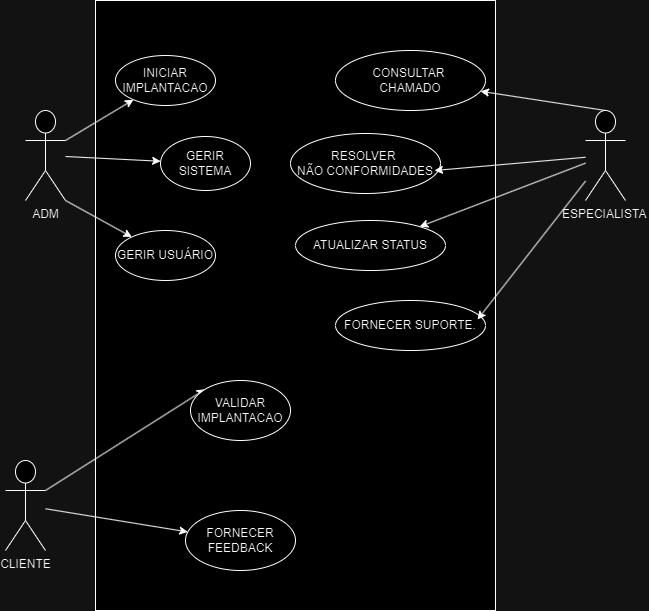 INICIAR
IMPLANTACAO
GERIR
SISTEMA
ADM
GERIR USUÁRIO
CONSULTAR
CHAMADO
RESOLVER
NÃO CONFORMIDADES
ESPECIALISTA
ATUALIZAR STATUS
FORNECER SUPORTE.
VALIDAR
IMPLANTACAO
FORNECER
FEEDBACK
CLIENTE